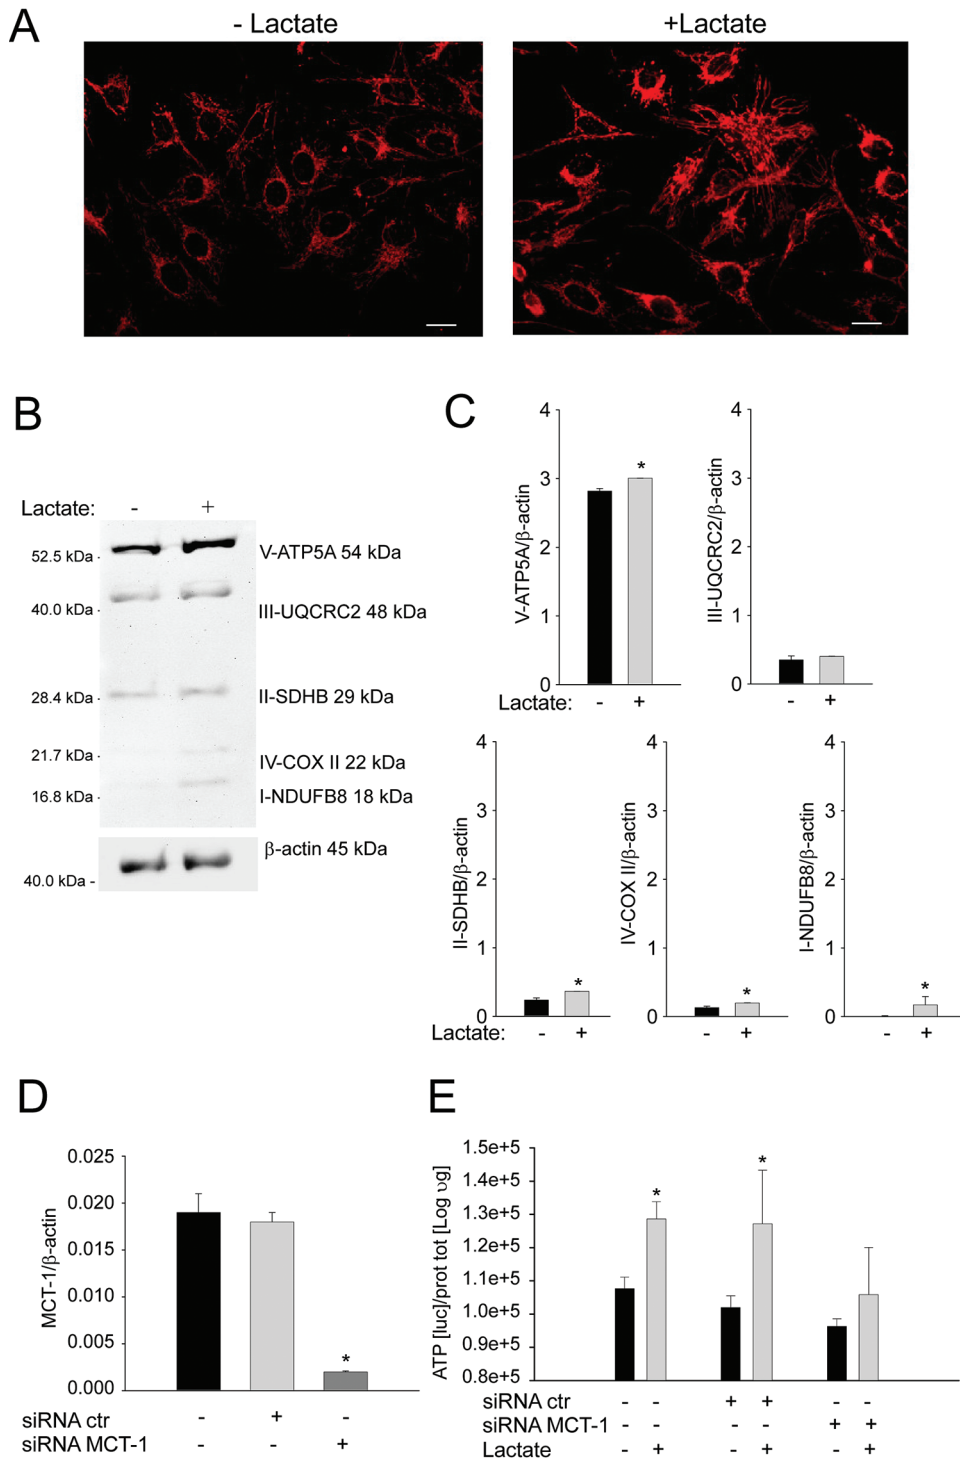 A
- Lactate
+Lactate
B
Lactate: - +
52.5 kDa -
V-ATP5A 54 kDa
40.0 kDa -
III-UQCRC2 48 kDa
28.4 kDa -
II-SDHB 29 kDa
21.7 kDa -
IV-COX II 22 kDa
16.8 kDa -
I-NDUFB8 18 kDa
β-actin 45 kDa
40.0 kDa -
C
V-ATP5A/β-actin
4
3
2
1
0
*
Lactate: - +
III-UQCRC2/β-actin
4
3
2
1
0
- +
II-SDHB/β-actin
4
3
2
1
0
*
Lactate: - +
IV-COX II/β-actin
4
3
2
1
0
*
- +
I-NDUFB8/β-actin
4
3
2
1
0
*
- +
D
MCT-1/β-actin
0.025
0.020
0.015
0.010
0.005
0.000
*
siRNA ctr - + -
siRNA MCT-1 - - +
E
ATP [luc]/prot tot [Log υg]
1.5e+5
1.4e+5
1.3e+5
1.2e+5
1.1e+5
1.0e+5
0.9e+5
0.8e+5
* *
siRNA ctr - - + + - -
siRNA MCT-1 - - - - + +
Lactate - + - + - +